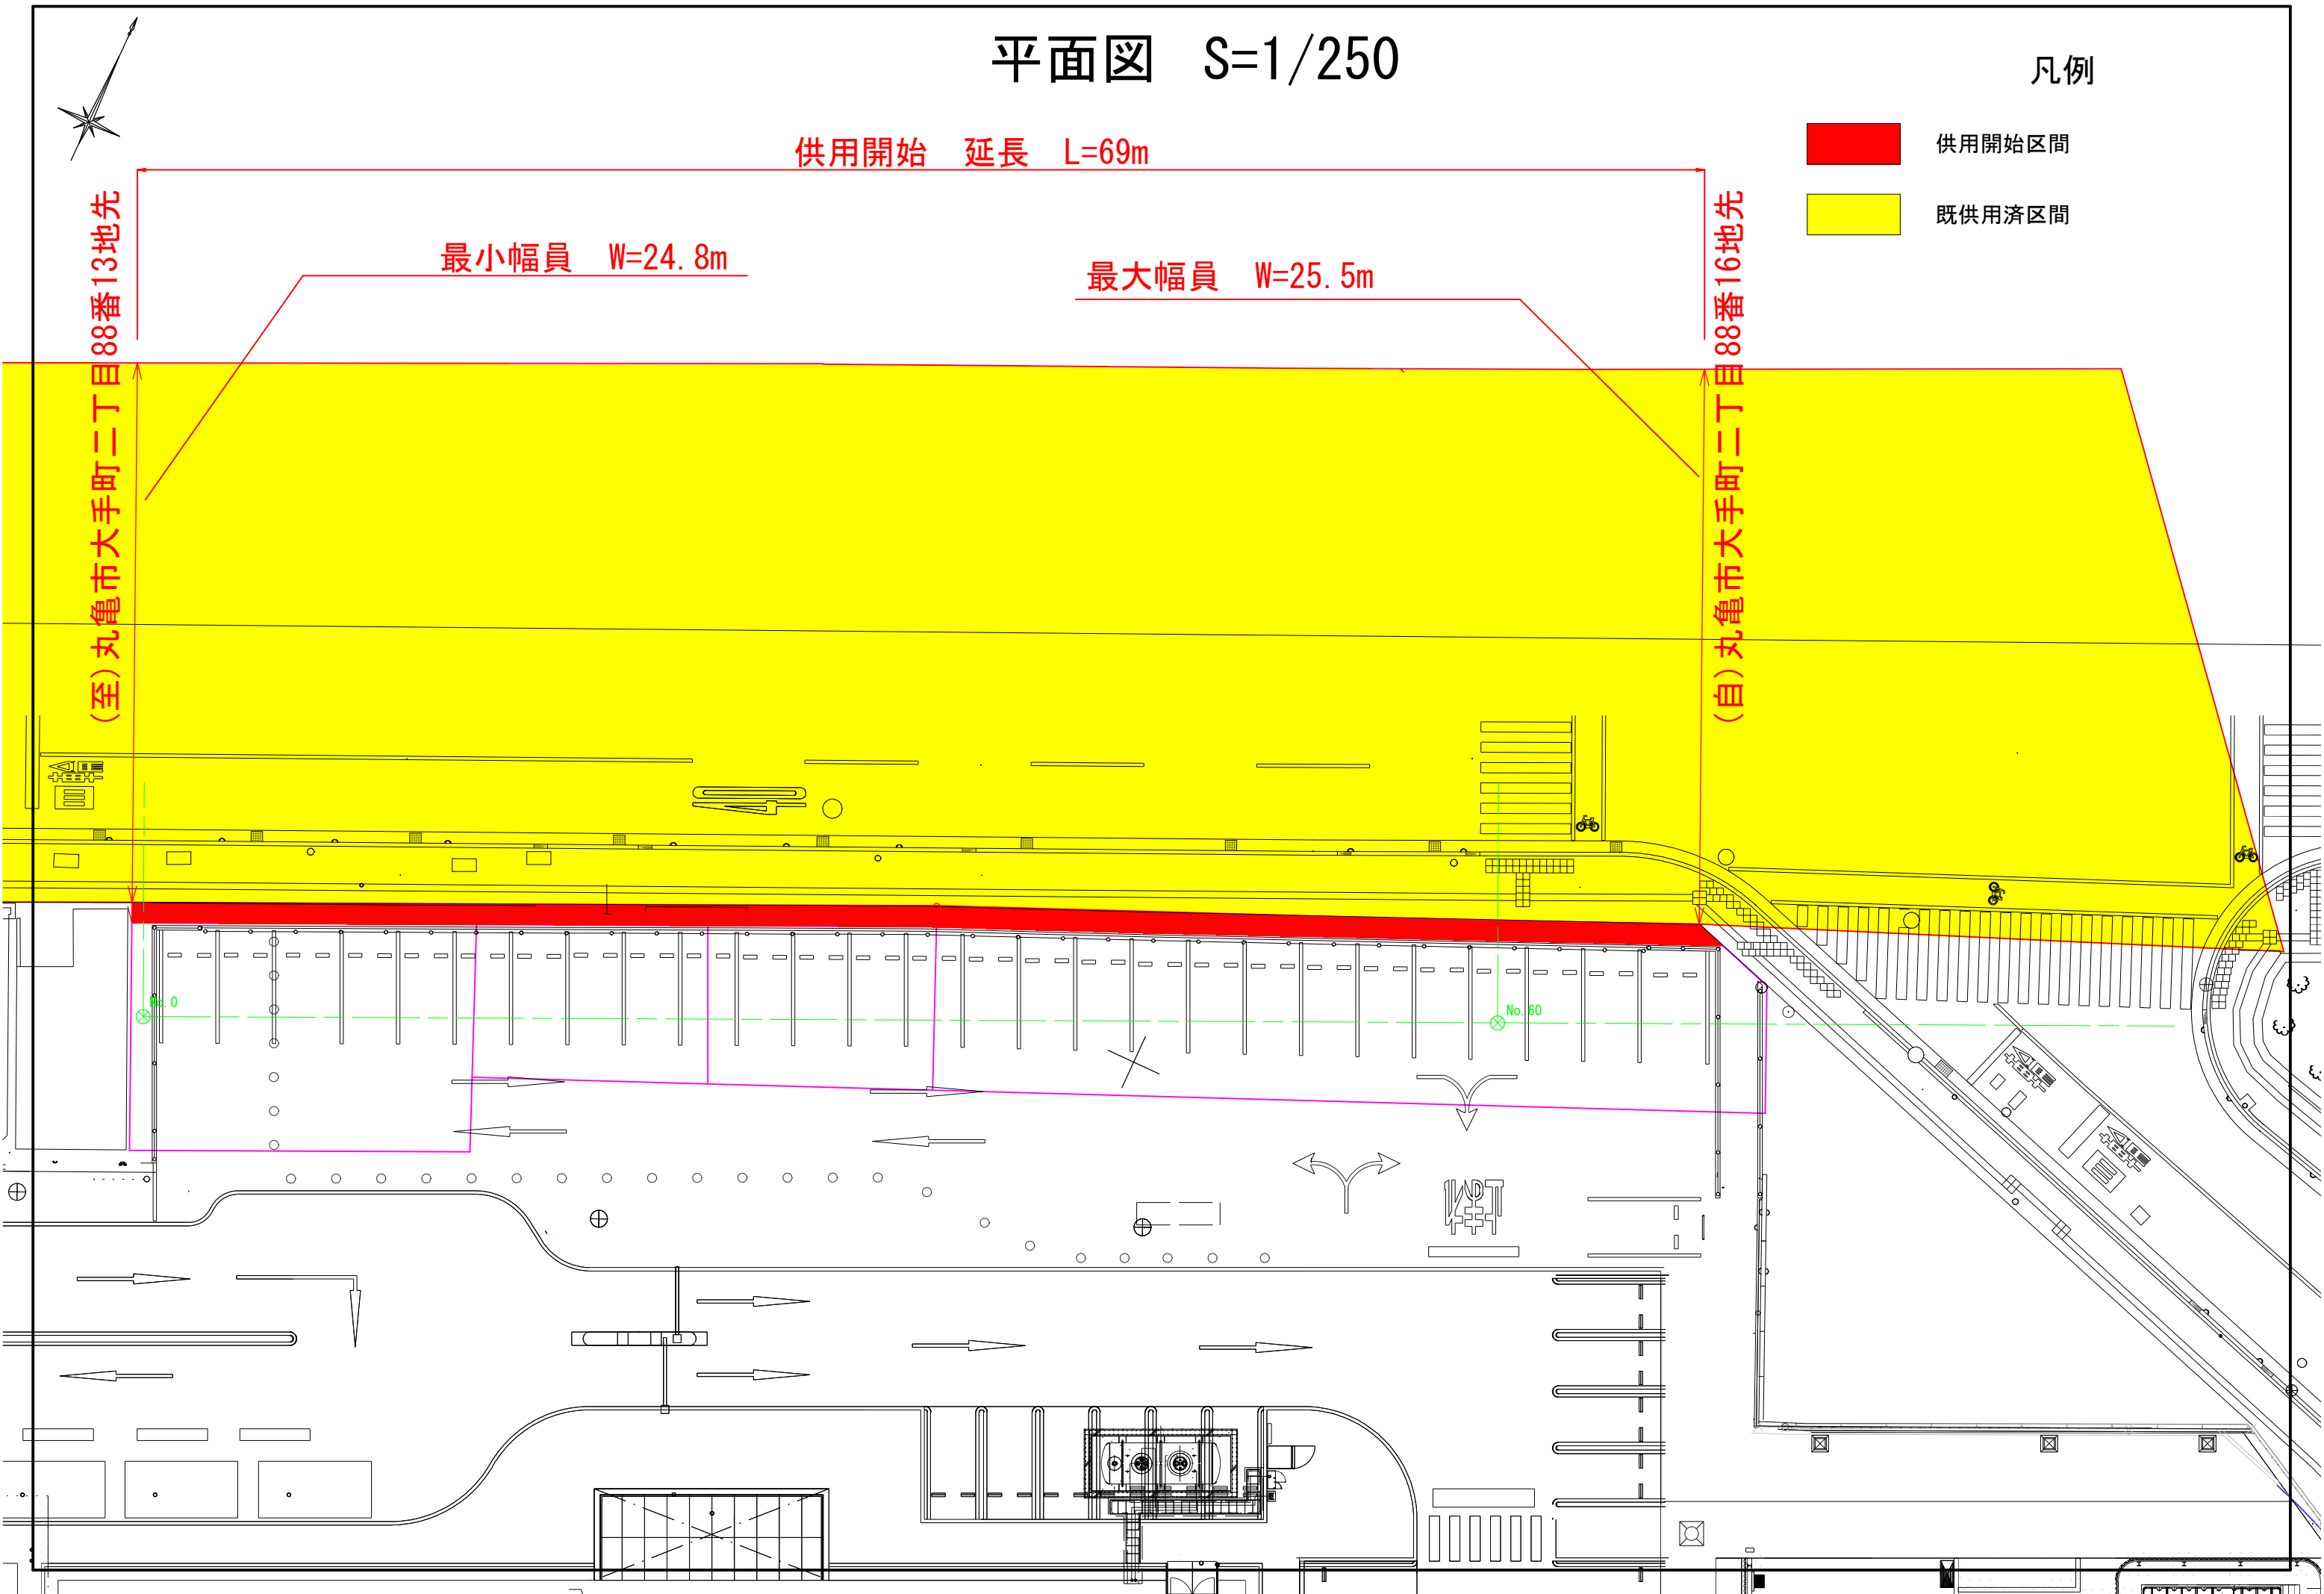 平面図 S=1/250
凡例
供用開始区間
既供用済区間
供用開始 延長 L=69m
最小幅員 W=24.8m
最大幅員 W=25.5m
(至)丸亀市大手町二丁目88番13地先
(自)丸亀市大手町二丁目88番16地先
No.0
No.60